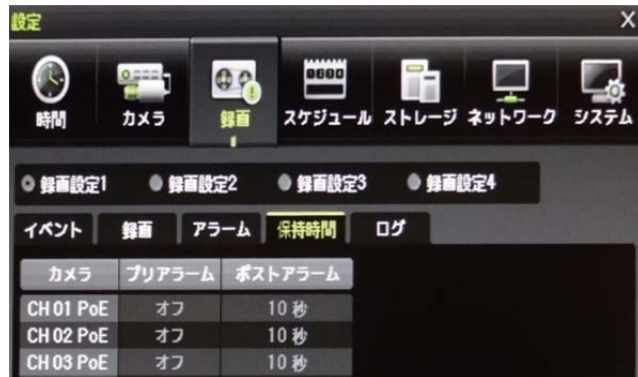 設定 X
時間 カメラ 録画 スケジュール ストレージ ネットワーク システム
録画設定1 録画設定2 録画設定3 録画設定4
イベント 録画 アラーム 保持時間 ログ
カメラ プリアラーム ポストアラーム
CH 01 PoE オフ 10 秒
CH 02 PoE オフ 10 秒
CH 03 PoE オフ 10 秒